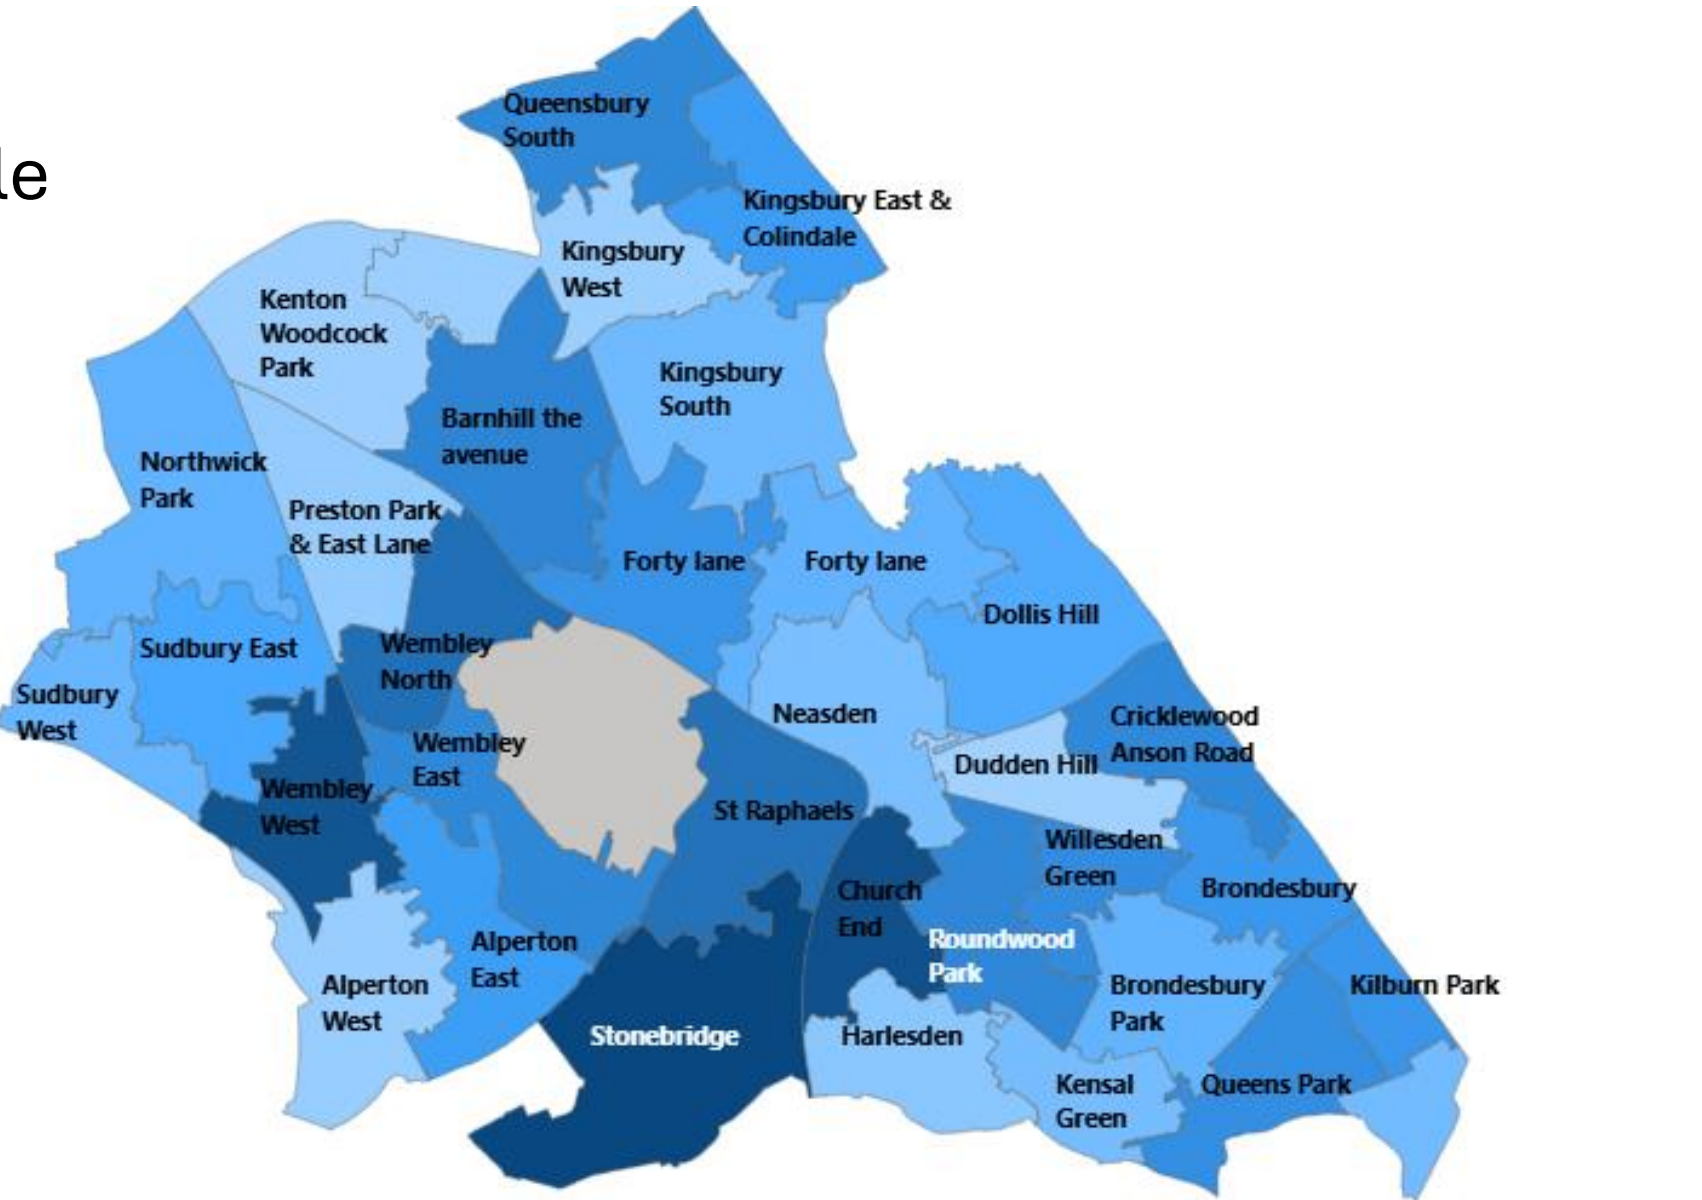 le
Queensbury
South
Kingsbury East &
Colindale
Kingsbury
West
Kenton
Woodcock
Park
Kingsbury
South
Barnhill the
avenue
Northwick
Park
Preston Park
& East Lane
Forty lane
Forty lane
Dollis Hill
Sudbury East
Wembley
North
Sudbury
West
Neasden
Cricklewood
Anson Road
Wembley
East
Dudden Hill
Wembley
West
St Raphaels
Willesden
Green
Church
End
Brondesbury
Roundwood
Park
Alperton
East
Alperton
West
Brondesbury
Park
Kilburn Park
Stonebridge
Harlesden
Kensal
Green
Queens Park